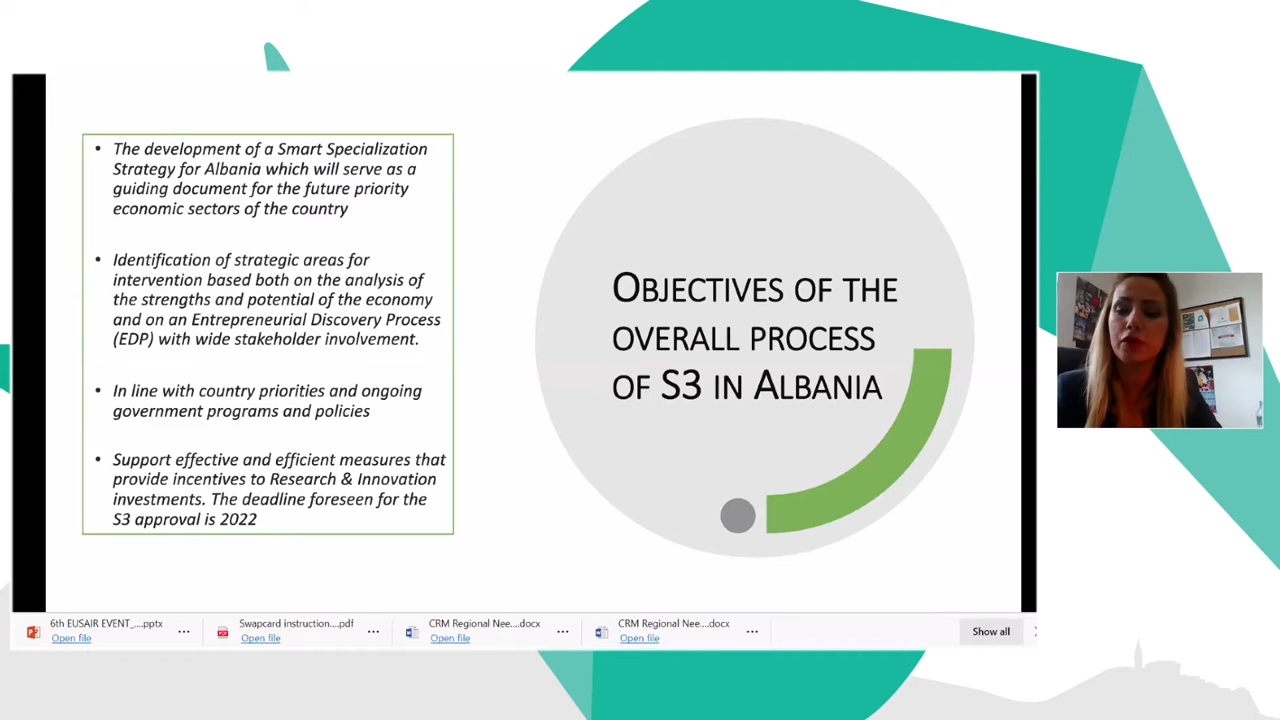 • The development of a Smart Specialization
Strategy for Albania which will serve as a
guiding document for the future priority
economic sectors of the country
• Identification of strategic areas for
intervention based both on the analysis of
the strengths and potential of the economy
and on an Entrepreneurial Discovery Process
(EDP) with wide stakeholder involvement.
• In line with country priorities and ongoing
government programs and policies
• Support effective and efficient measures that
provide incentives to Research & Innovation
investments. The deadline foreseen for the
S3 approval is 2022
OBJECTIVES OF THE
OVERALL PROCESS
OF S3 IN ALBANIA
6th EUSAIR EVENT_....pptx
Open file
Swapcard instruction....pdf
Open file
CRM Regional Nee....docx
Open file
CRM Regional Nee....docx
Open file
Show all